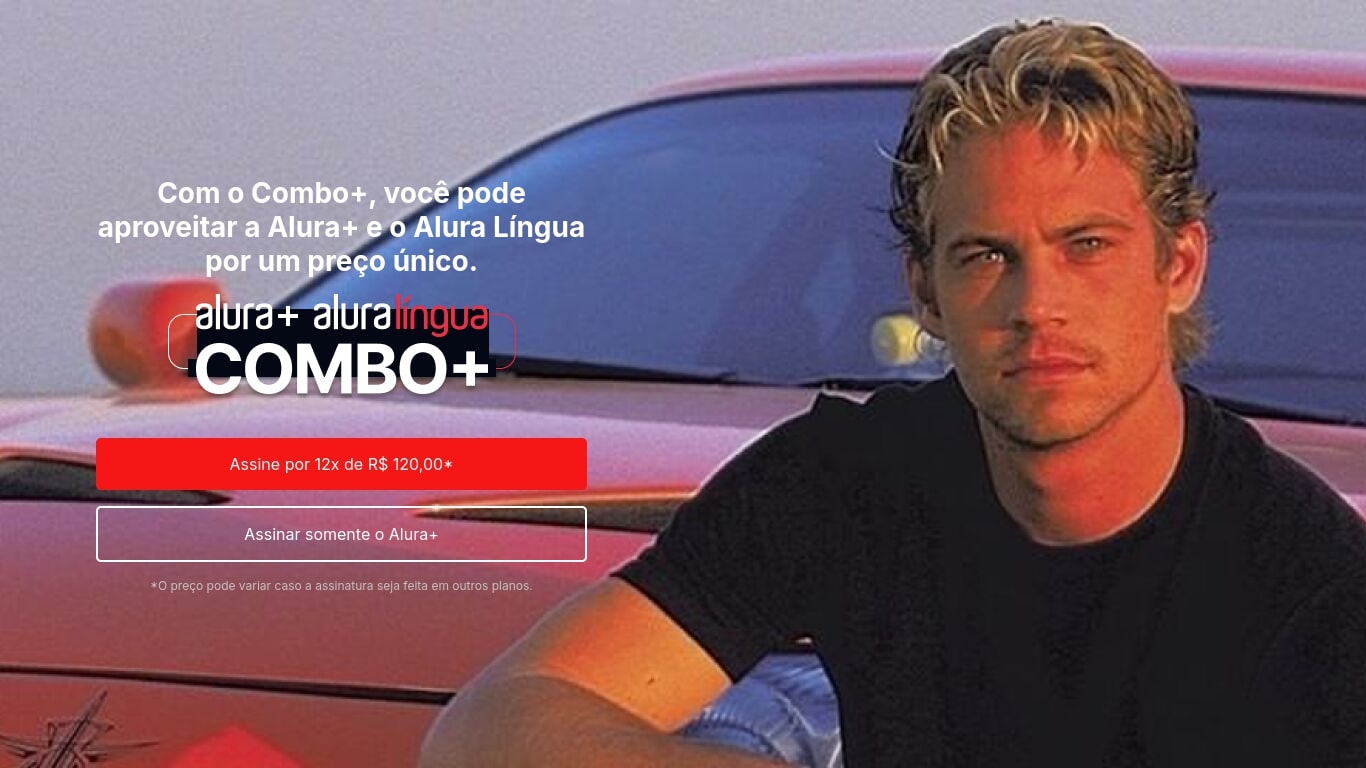 Com o Combo+, você pode
aproveitar a Alura+ e o Alura Língua
por um preço único.
alura+ aluralíngua
COMBO+
Assine por 12x de R$ 120,00*
Assinar somente o Alura+
*O preço pode variar caso a assinatura seja feita em outros planos.